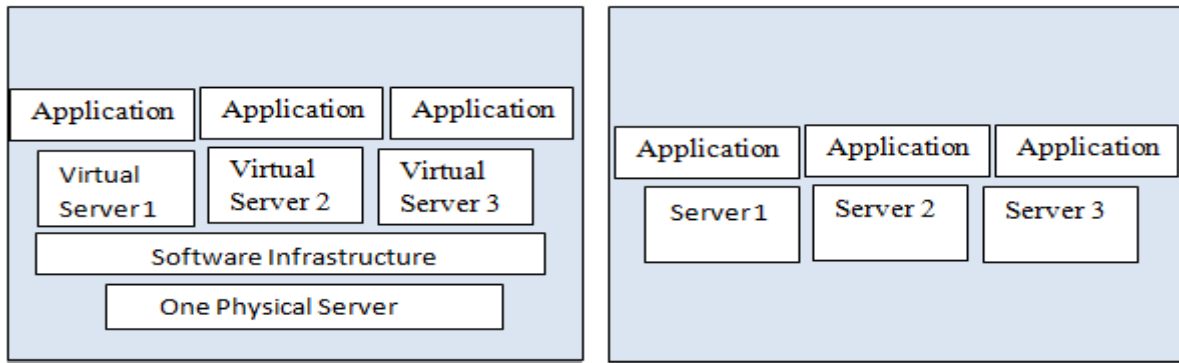 Application
Application
Application
Virtual
Server 1
Virtual
Server 2
Virtual
Server 3
Software Infrastructure
One Physical Server
Application
Application
Application
Server 1
Server 2
Server 3